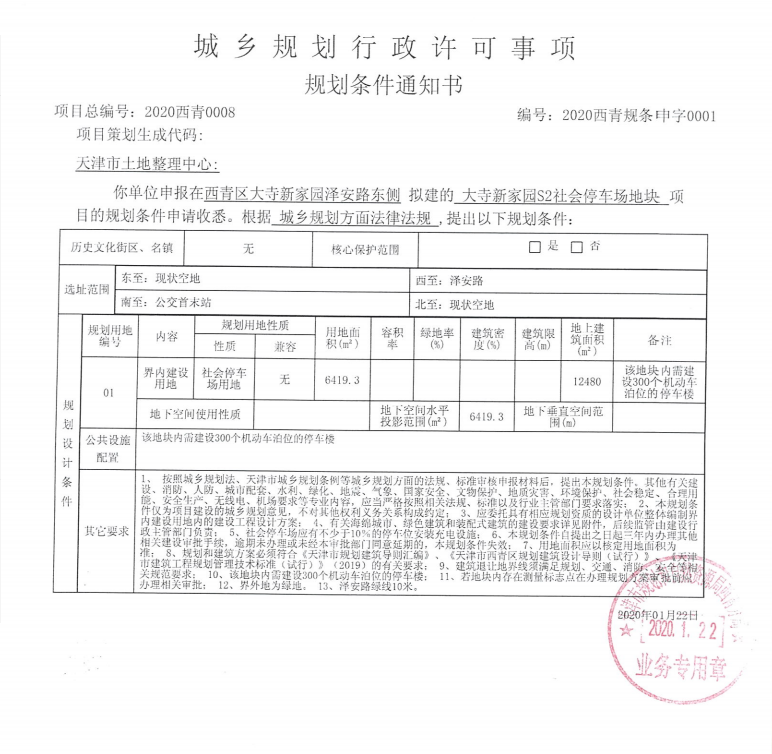 城乡规划行政许可事项
规划条件通知书
项目总编号：2020西青0008
编号：2020西青规条申字0001
项目策划生成代码：
天津市土地整理中心：
你单位申报在西青区大寺新家园泽安路东侧 拟建的 大寺新家园S2社会停车场地块 项
目的规划条件申请收悉。根据 城乡规划方面法律法规 ,提出以下规划条件：
历史文化街区、名镇 无 核心保护范围 □ 是 □ 否
选址范围 东至：现状空地 西至：泽安路
南至：公交首末站 北至：现状空地
规划设计条件
规划用地编号 内容 规划用地性质 用地面积(m²) 容积率 绿地率(%) 建筑密度(%) 建筑限高(m) 地上建筑面积(m²) 备注
性质 兼容
01 界内建设用地 社会停车场用地 无 6419.3 12480 该地块内需建设300个机动车泊位的停车楼
地下空间使用性质 地下空间水平投影范围(m²) 6419.3 地下垂直空间范围(m)
公共设施配置 该地块内需建设300个机动车泊位的停车楼
其它要求
1、 按照城乡规划法、天津市城乡规划条例等城乡规划方面的法规、标准审核申报材料后，提出本规划条件。其他有关建
设、消防、人防、城市配套、水利、绿化、地震、气象、国家安全、文物保护、地质灾害、环境保护、社会稳定、合理用
能、安全生产、无线电、机场要求等专业内容，应当严格按照相关法规、标准以及行业主管部门要求落实； 2、本规划条
件仅为项目建设的城乡规划意见，不对其他权利义务关系构成约定； 3、应委托具有相应规划资质的设计单位整体编制界
内建设用地内的建设工程设计方案； 4、有关海绵城市、绿色建筑和装配式建筑的建设要求详见附件，后续监管由建设行
政主管部门负责； 5、社会停车场应有不少于10%的停车位安装充电设施； 6、本规划条件自提出之日起三年内办理其他
相关建设审批手续，逾期未办理或未经本审批部门同意延期的，本规划条件失效； 7、用地面积应以核定用地面积为
准； 8、规划和建筑方案必须符合《天津市规划建筑导则汇编》、《天津市西青区规划建筑设计导则（试行）》、《天津
市建筑工程规划管理技术标准（试行）》（2019）的有关要求； 9、建筑退让地界线须满足规划、交通、消防、安全等相
关规范要求； 10、该地块内需建设300个机动车泊位的停车楼； 11、若地块内存在测量标志点在办理规划方案审批前应
办理相关审批； 12、界外地为绿地。 13、泽安路绿线10米。
2020年01月22日
2020.1.22
业务专用章